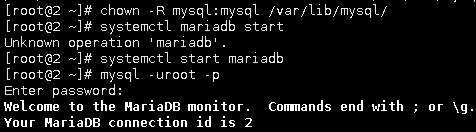 [root@2 ~]# chown -R mysql:mysql /var/lib/mysql/
[root@2 ~]# systemctl mariadb start
Unknown operation 'mariadb'.
[root@2 ~]# systemctl start mariadb
[root@2 ~]# mysql -uroot -p
Enter password:
Welcome to the MariaDB monitor.  Commands end with ; or \g.
Your MariaDB connection id is 2